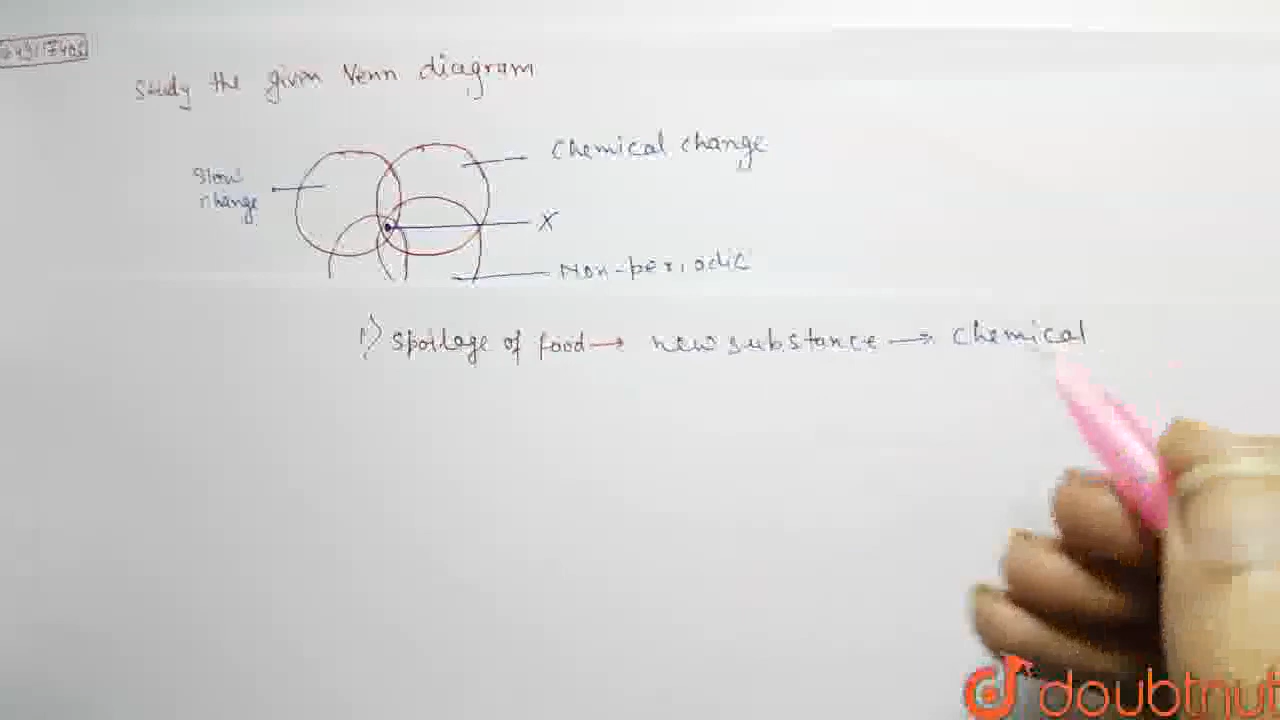 Study the given Venn diagram
Chemical change
Slow
change
X
Non-periodic
1) Spoilage of food → new substance → Chemical
doubtnut